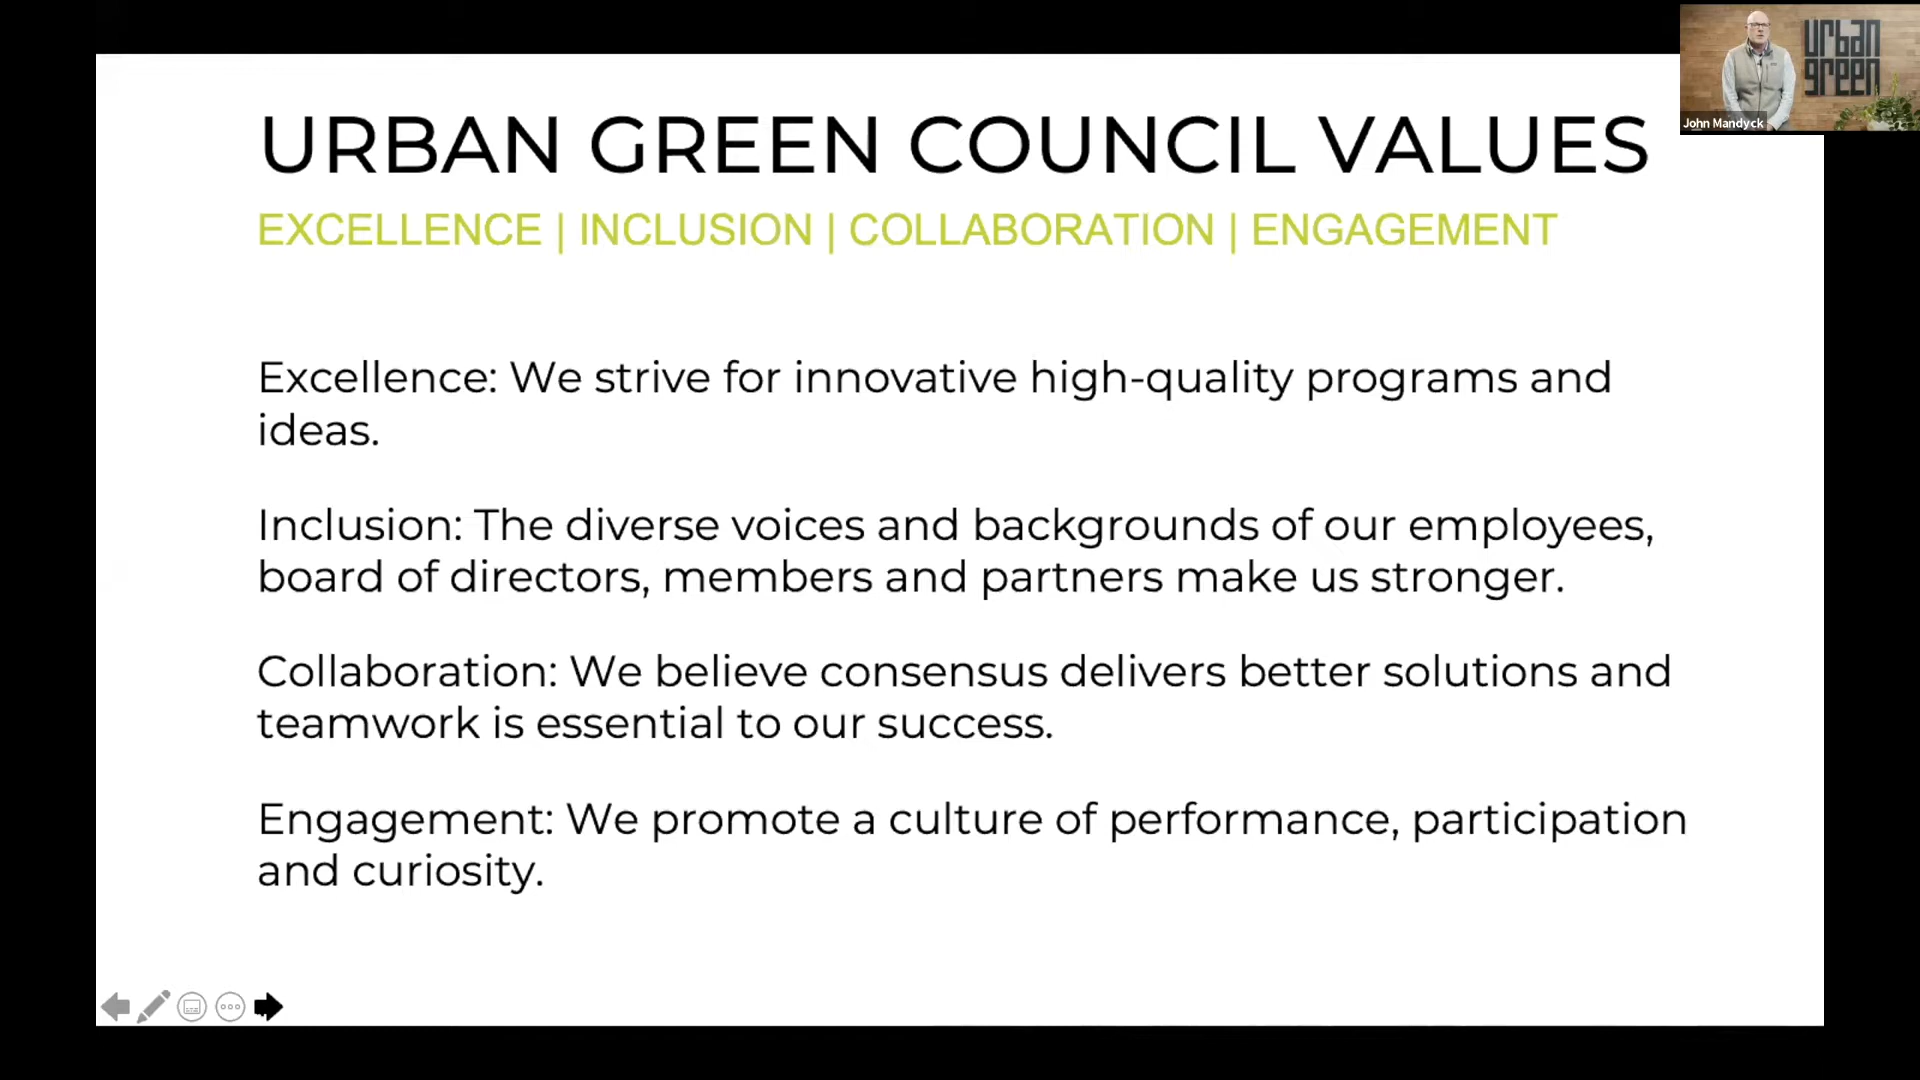 URBAN GREEN COUNCIL VALUES
EXCELLENCE | INCLUSION | COLLABORATION | ENGAGEMENT
Excellence: We strive for innovative high-quality programs and
ideas.
Inclusion: The diverse voices and backgrounds of our employees,
board of directors, members and partners make us stronger.
Collaboration: We believe consensus delivers better solutions and
teamwork is essential to our success.
Engagement: We promote a culture of performance, participation
and curiosity.
urban
green
John Mandyck